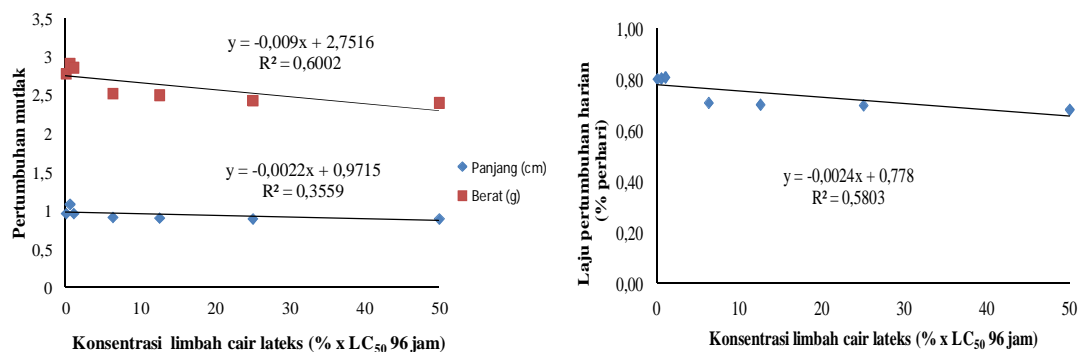 3,5
3
2,5
2
1,5
1
0,5
0
Pertumbuhan mutlak
y = -0,009x + 2,7516
R² = 0,6002
y = -0,0022x + 0,9715
R² = 0,3559
Panjang (cm)
Berat (g)
0 10 20 30 40 50
Konsentrasi limbah cair lateks (% x LC50 96 jam)
1,00
0,80
0,60
0,40
0,20
0,00
Laju pertumbuhan harian
(% perhari)
y = -0,0024x + 0,778
R² = 0,5803
0 10 20 30 40 50
Konsentrasi limbah cair lateks (% x LC50 96 jam)